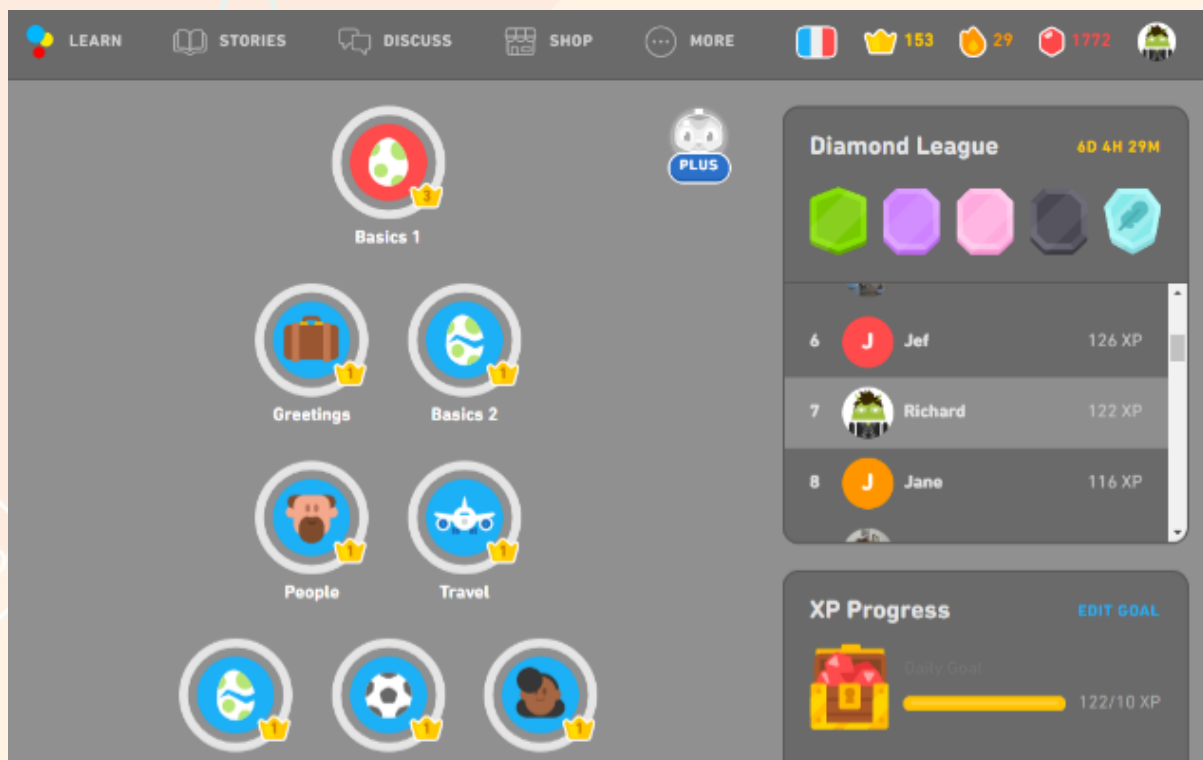 LEARN STORIES DISCUSS SHOP MORE 153 29 1772
PLUS
3
Basics 1
1 1
Greetings Basics 2
1 1
People Travel
1 1 1
Diamond League 6D 4H 29M
6 J Jef 126 XP
7 Richard 122 XP
8 J Jane 116 XP
XP Progress EDIT GOAL
Daily Goal
122/10 XP